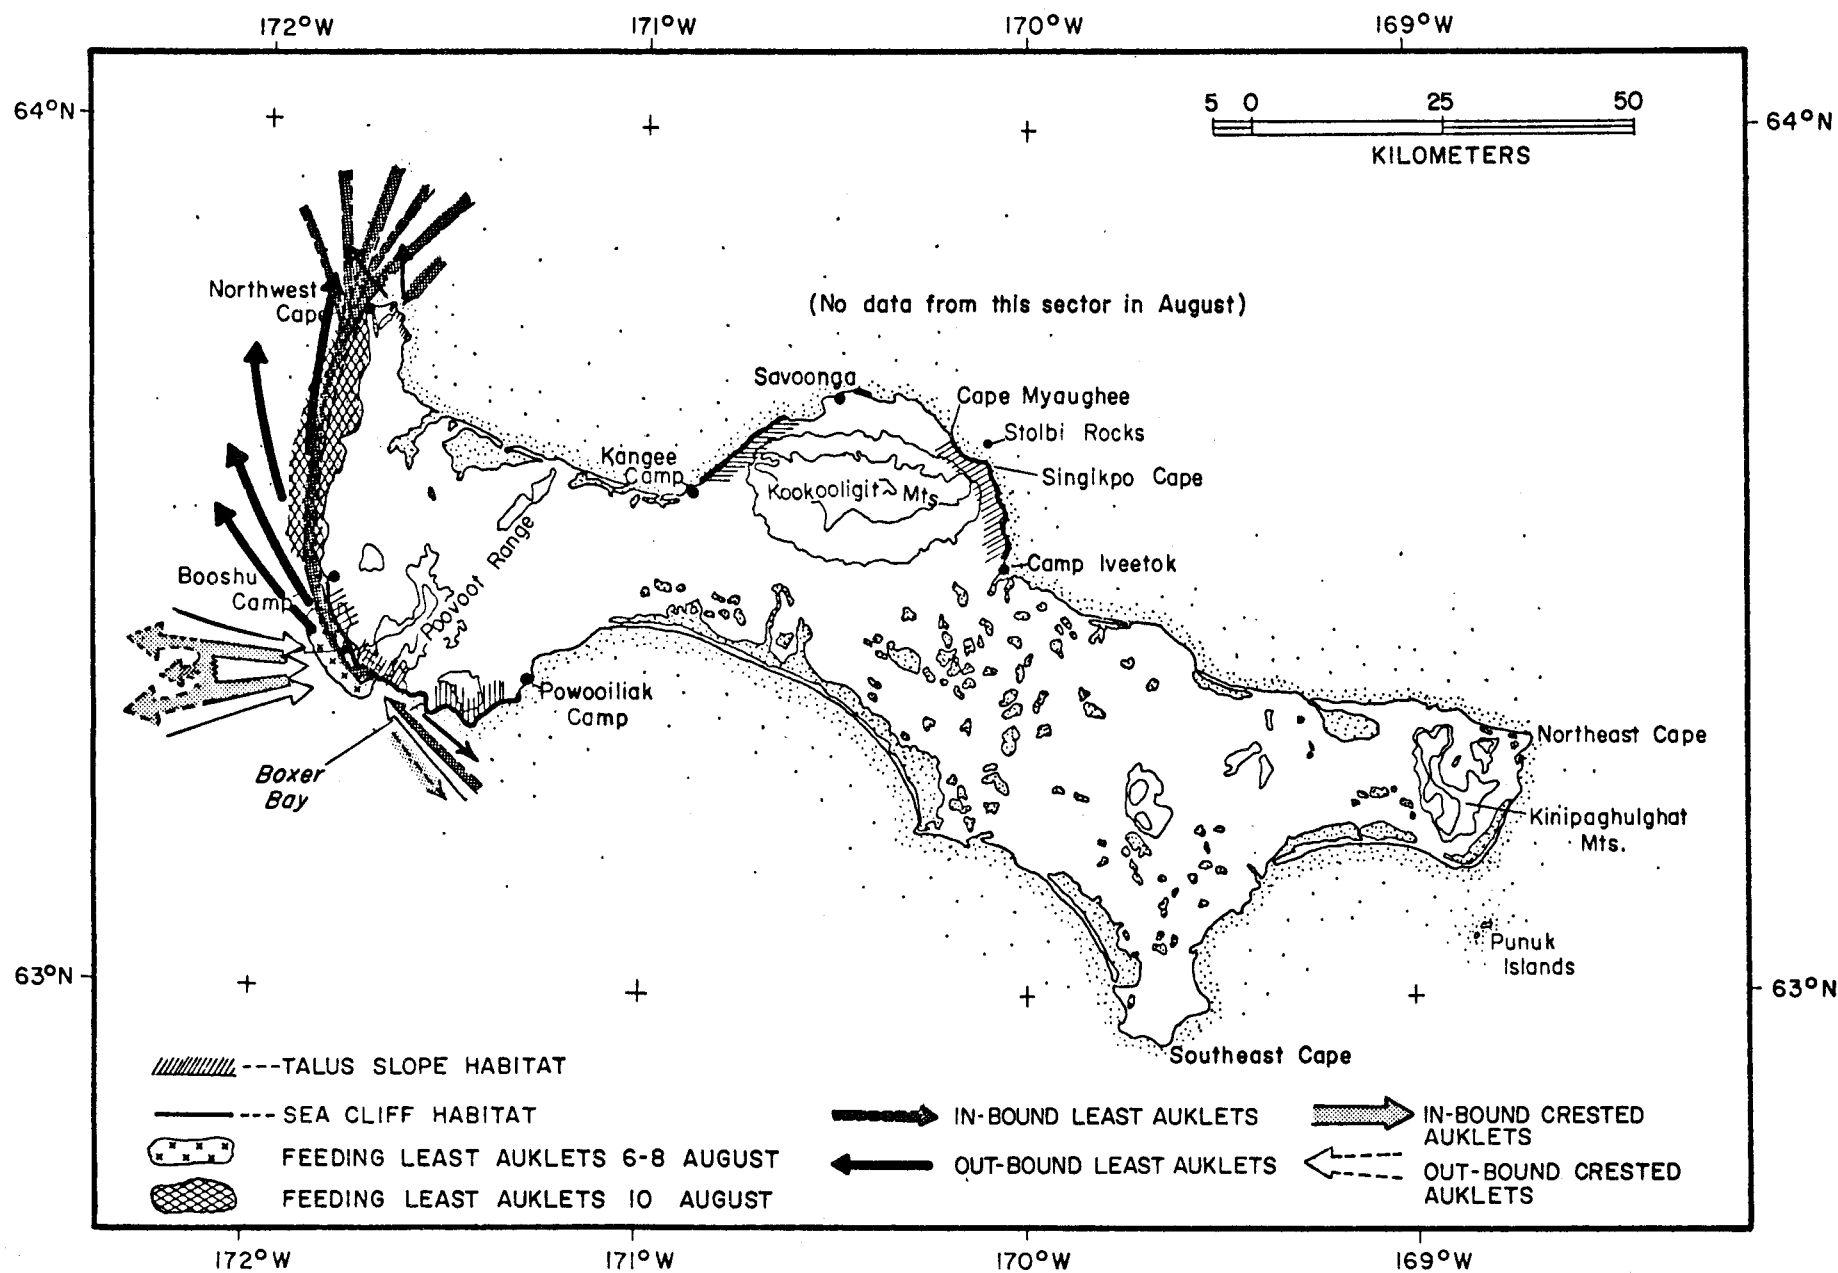 172°W 171°W 170°W 169°W
64°N
64°N
5 0 25 50
KILOMETERS
Northwest
Cape
(No data from this sector in August)
Savoonga
Cape Myaughee
Stolbi Rocks
Kangee
Camp
Singikpo Cape
Kookooligit Mts.
Poovoot Range
Camp Iveetok
Booshu
Camp
Powooiliak
Camp
Boxer
Bay
Northeast Cape
Kinipaghulghat
Mts.
Punuk
Islands
63°N
63°N
Southeast Cape
TALUS SLOPE HABITAT
SEA CLIFF HABITAT
FEEDING LEAST AUKLETS 6-8 AUGUST
FEEDING LEAST AUKLETS 10 AUGUST
IN-BOUND LEAST AUKLETS
OUT-BOUND LEAST AUKLETS
IN-BOUND CRESTED
AUKLETS
OUT-BOUND CRESTED
AUKLETS
172°W 171°W 170°W 169°W